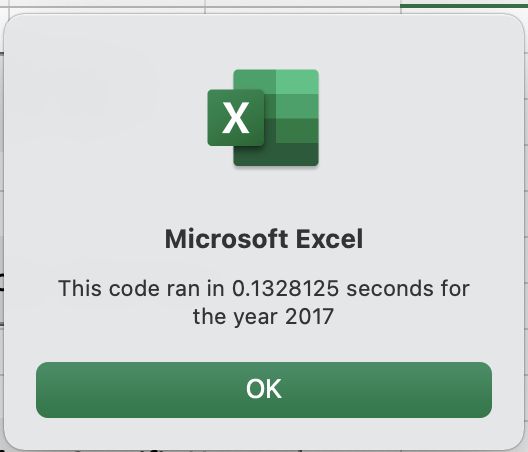 X
Microsoft Excel
This code ran in 0.1328125 seconds for
the year 2017
OK